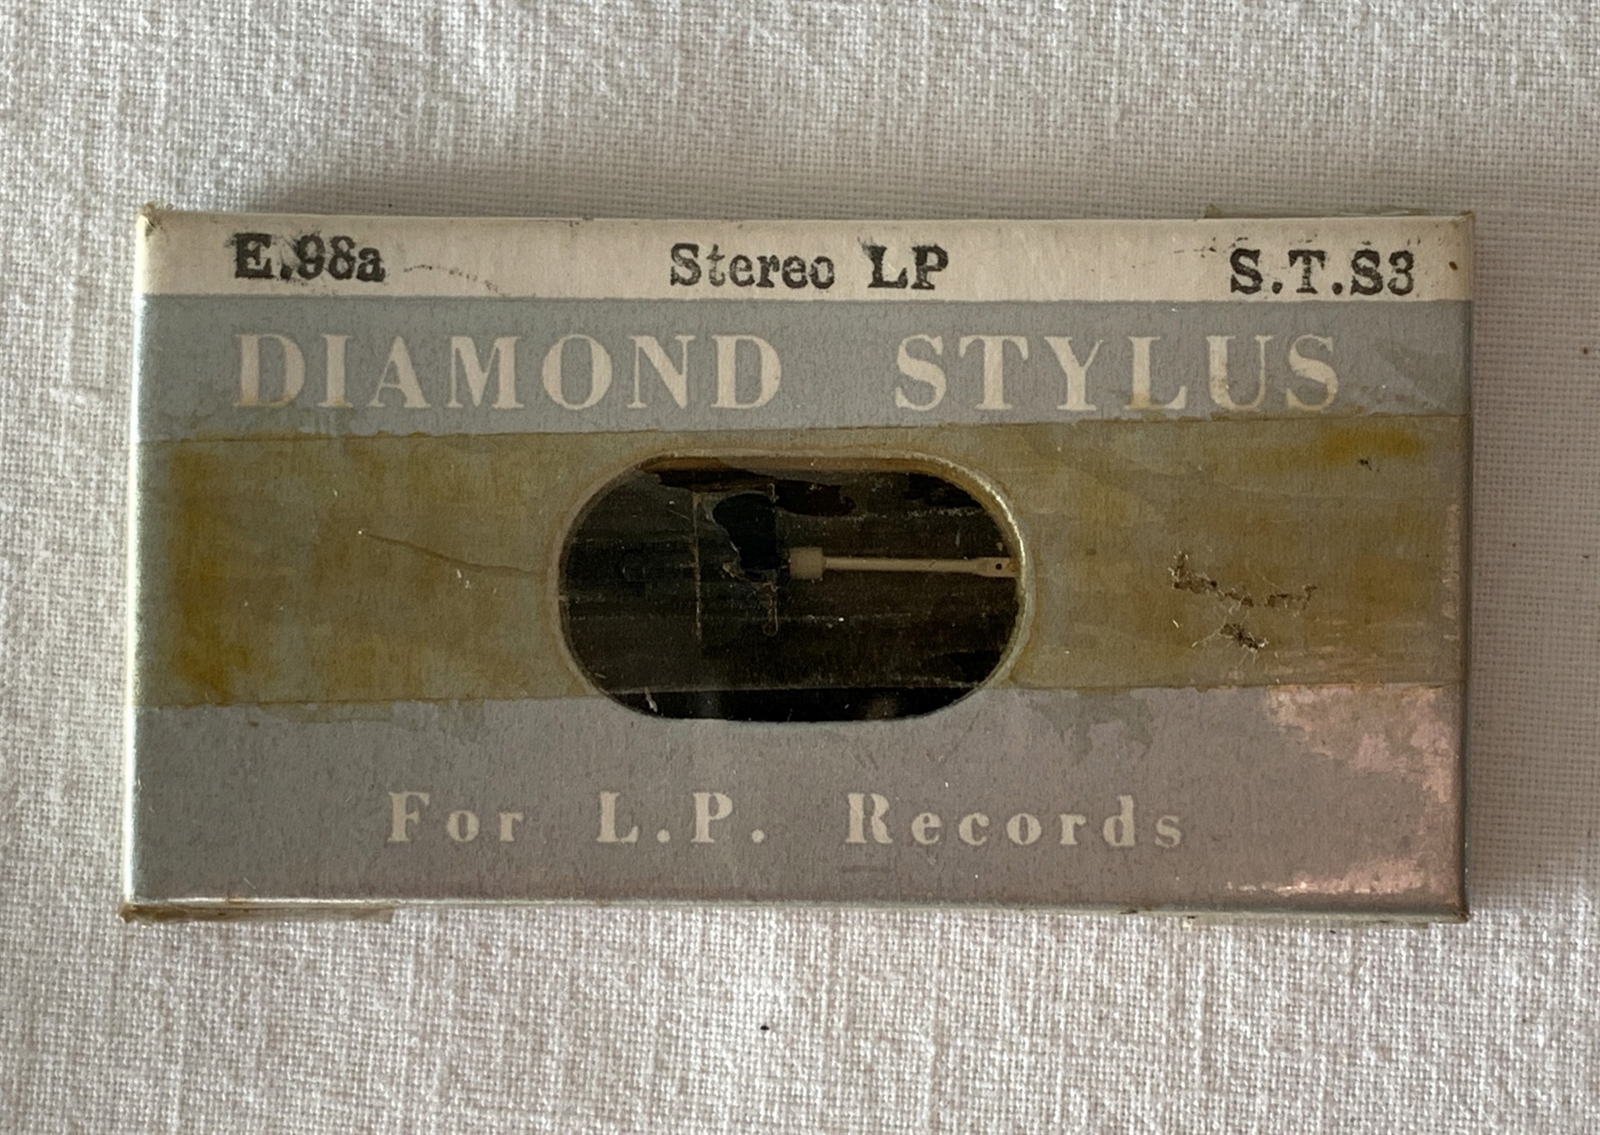 E.98a Stereo LP S.T.S3
DIAMOND STYLUS
For L.P. Records